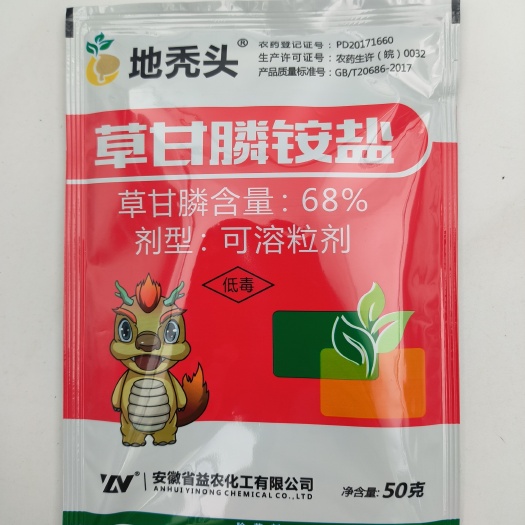 地秃头®
农药登记证号：PD20171660
生产许可证号：农药生许（皖）0032
产品质量标准号：GB/T20686-2017
草甘膦铵盐
草甘膦含量：68%
剂型：可溶粒剂
低毒
安徽省益农化工有限公司
ANHUI YINONG CHEMICAL CO.,LTD
净含量：50克